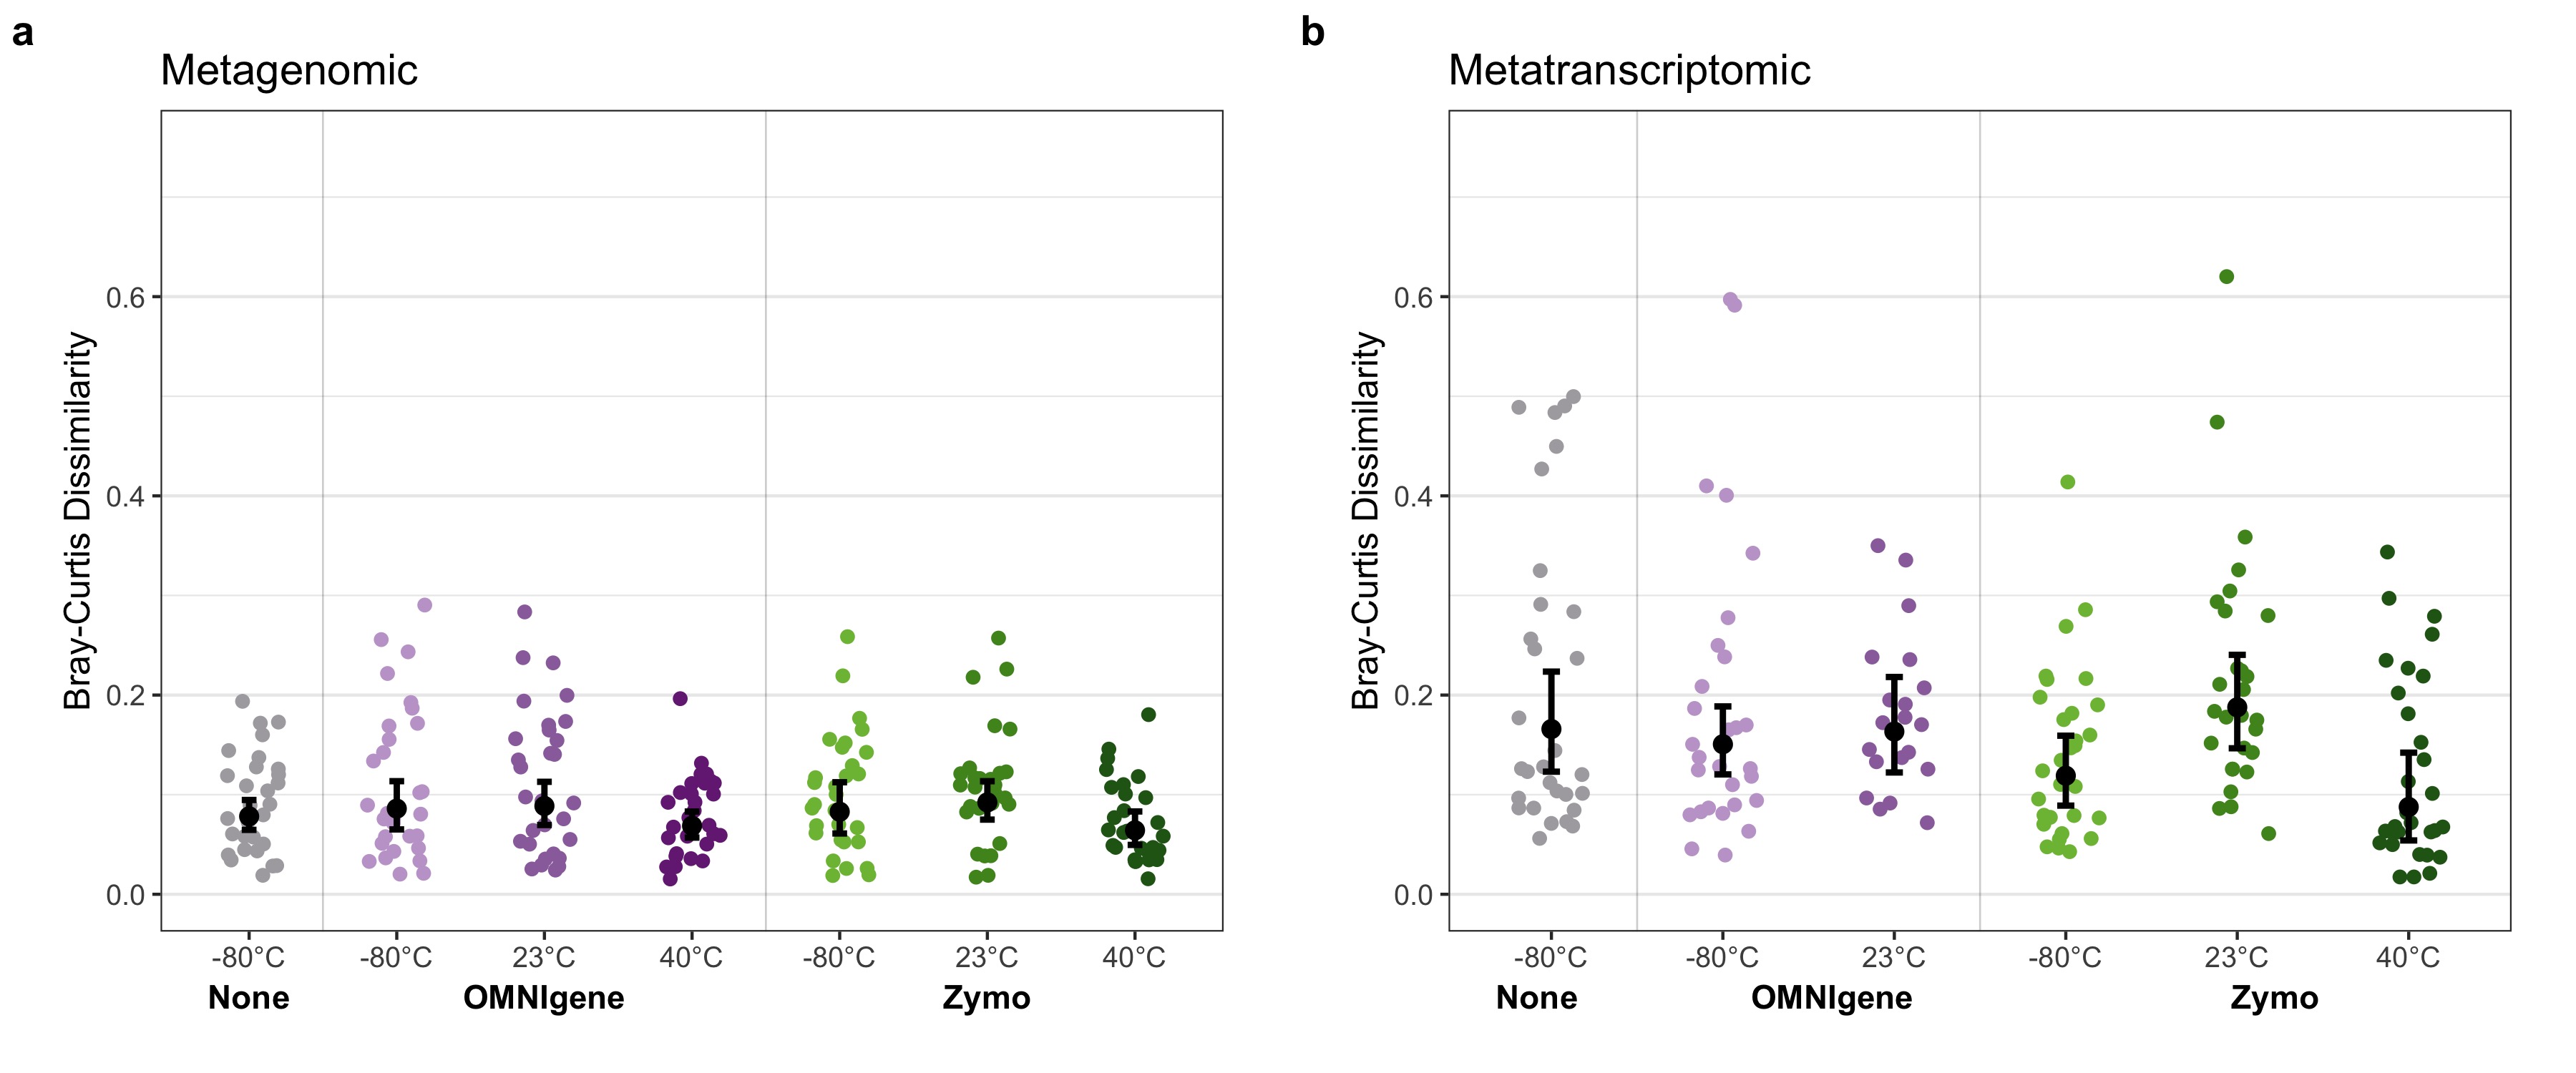 a
Metagenomic
Bray-Curtis Dissimilarity
0.6
0.4
0.2
0.0
-80°C -80°C 23°C 40°C -80°C 23°C 40°C
None OMNIgene Zymo
b
Metatranscriptomic
Bray-Curtis Dissimilarity
0.6
0.4
0.2
0.0
-80°C -80°C 23°C -80°C 23°C 40°C
None OMNIgene Zymo